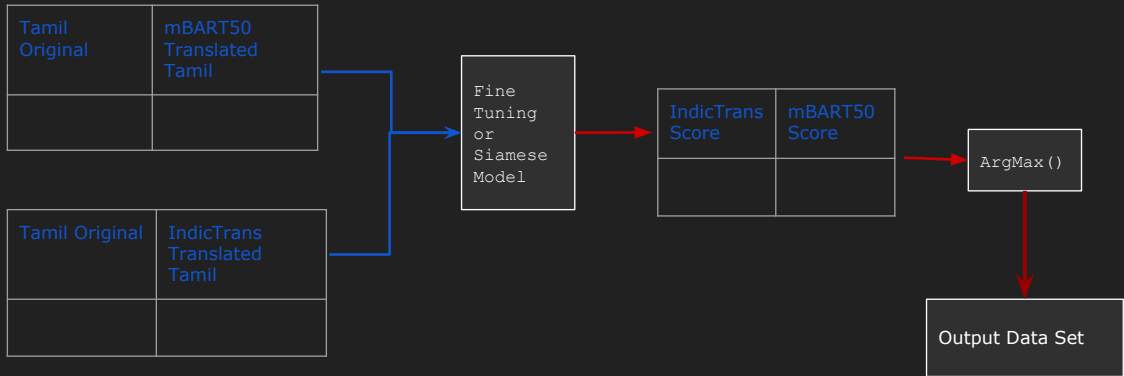 Tamil
Original
mBART50
Translated
Tamil
Fine
Tuning
or
Siamese
Model
IndicTrans
Score
mBART50
Score
ArgMax()
Tamil Original
IndicTrans
Translated
Tamil
Output Data Set